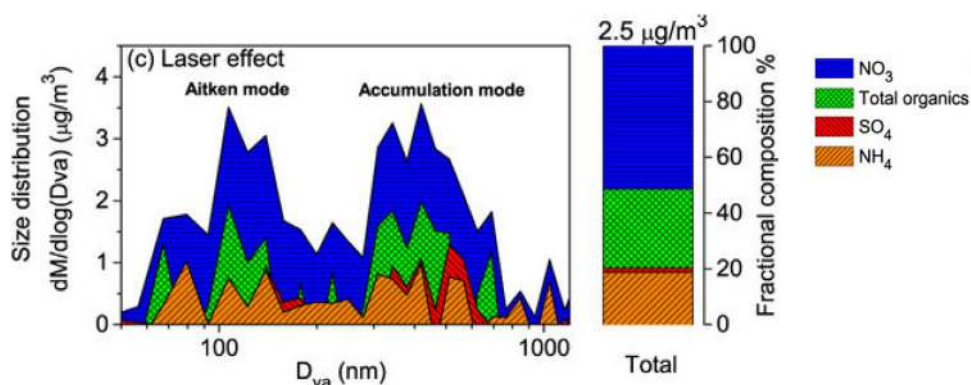 2.5 μg/m³
(c) Laser effect
Aitken mode
Accumulation mode
Size distribution
dM/dlog(Dva) (μg/m³)
4
3
2
1
0
100
1000
D_va (nm)
100
80
60
40
20
0
Fractional composition %
Total
NO₃
Total organics
SO₄
NH₄